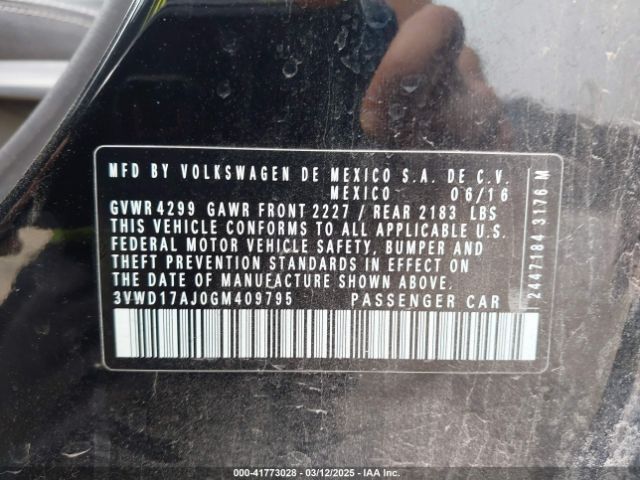 MFD BY VOLKSWAGEN DE MEXICO S.A. DE C.V.
MEXICO 06/16
GVWR 4299 GAWR FRONT 2227 / REAR 2183 LBS
THIS VEHICLE CONFORMS TO ALL APPLICABLE U.S.
FEDERAL MOTOR VEHICLE SAFETY, BUMPER AND
THEFT PREVENTION STANDARDS IN EFFECT ON
THE DATE OF MANUFACTURE SHOWN ABOVE.
3VWD17AJ0GM409795 PASSENGER CAR
2447184 3176 M
000-41773028 - 03/12/2025 - IAA Inc.